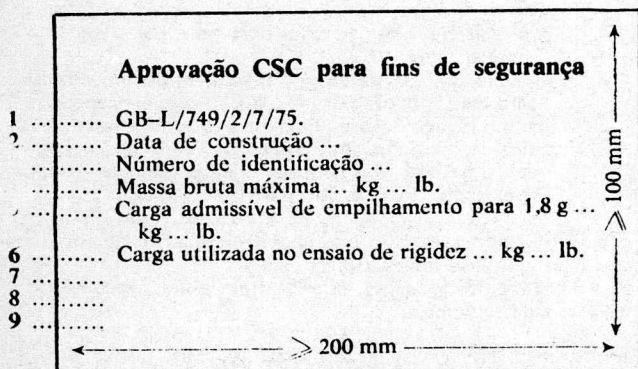 Aprovação CSC para fins de segurança
1 .......... GB–L/749/2/7/75.
2 .......... Data de construção ...
.......... Número de identificação ...
.......... Massa bruta máxima ... kg ... lb.
.......... Carga admissível de empilhamento para 1,8 g ...
kg ... lb.
6 .......... Carga utilizada no ensaio de rigidez ... kg ... lb.
7 ..........
8 ..........
9 ..........
⩾ 100 mm
⩾ 200 mm